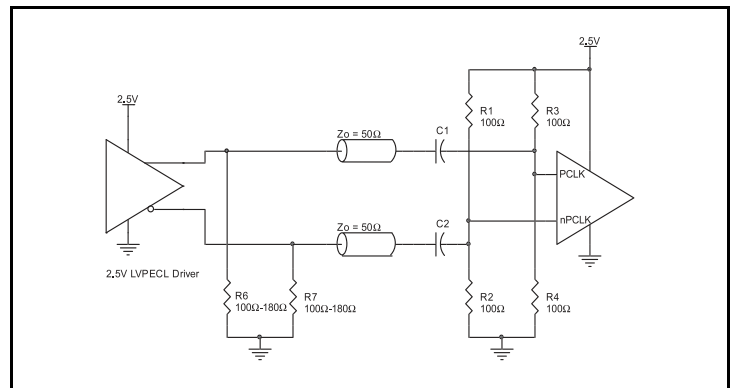 2.5V
2.5V
R1
100Ω
R3
100Ω
Zo = 50Ω
C1
PCLK
Zo = 50Ω
C2
nPCLK
2.5V LVPECL Driver
R6
100Ω-180Ω
R7
100Ω-180Ω
R2
100Ω
R4
100Ω